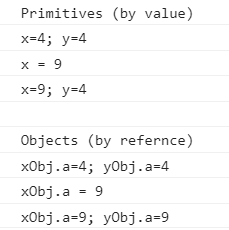 Primitives (by value)
x=4; y=4
x = 9
x=9; y=4
Objects (by refernce)
xObj.a=4; yObj.a=4
xObj.a = 9
xObj.a=9; yObj.a=9